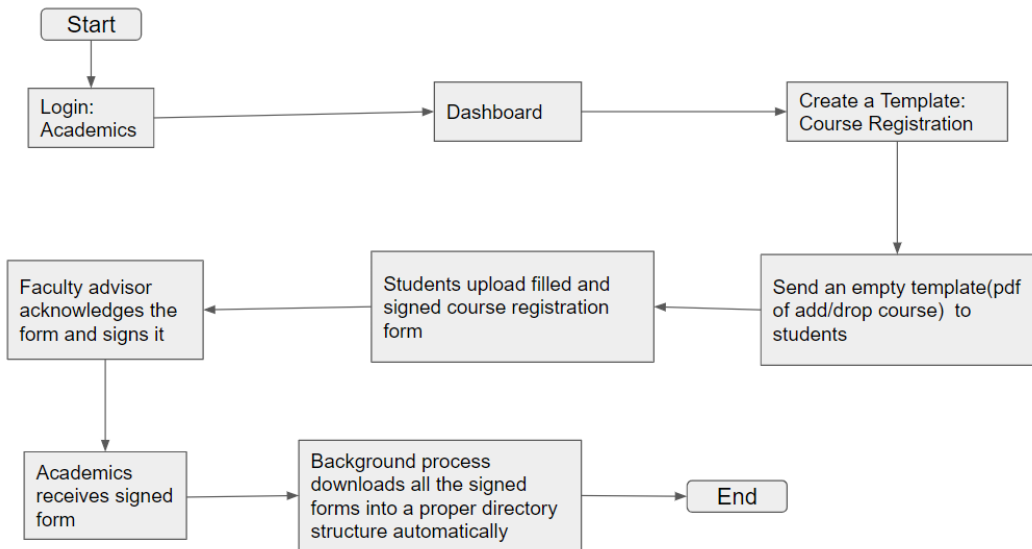 Start
Login:
Academics
Dashboard
Create a Template:
Course Registration
Send an empty template(pdf
of add/drop course)  to
students
Students upload filled and
signed course registration
form
Faculty advisor
acknowledges the
form and signs it
Academics
receives signed
form
Background process
downloads all the signed
forms into a proper directory
structure automatically
End